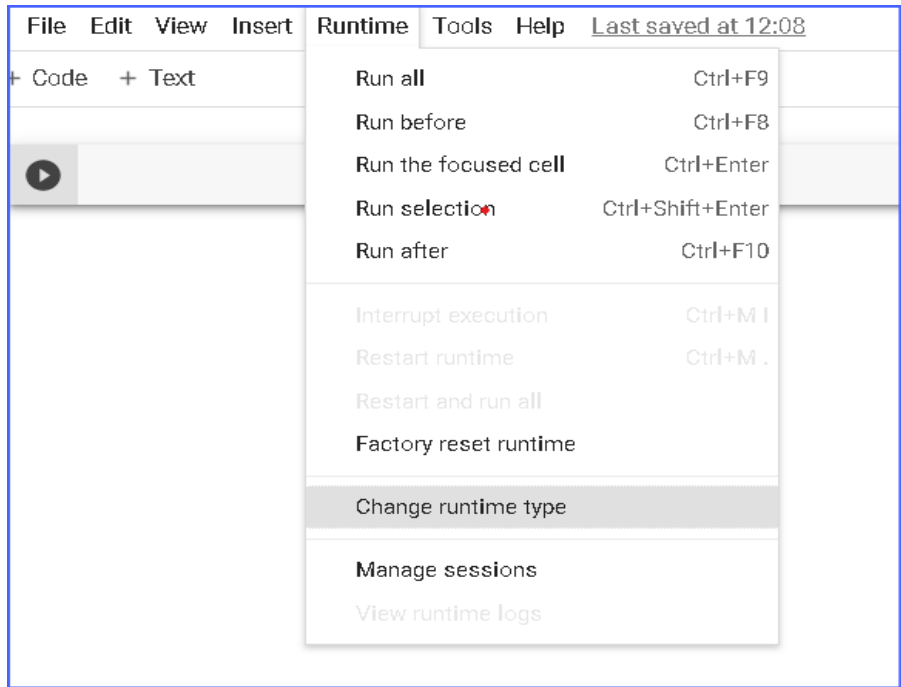 File Edit View Insert Runtime Tools Help Last saved at 12:08
+ Code + Text
Run all Ctrl+F9
Run before Ctrl+F8
Run the focused cell Ctrl+Enter
Run selection Ctrl+Shift+Enter
Run after Ctrl+F10
Interrupt execution Ctrl+M I
Restart runtime Ctrl+M .
Restart and run all
Factory reset runtime
Change runtime type
Manage sessions
View runtime logs